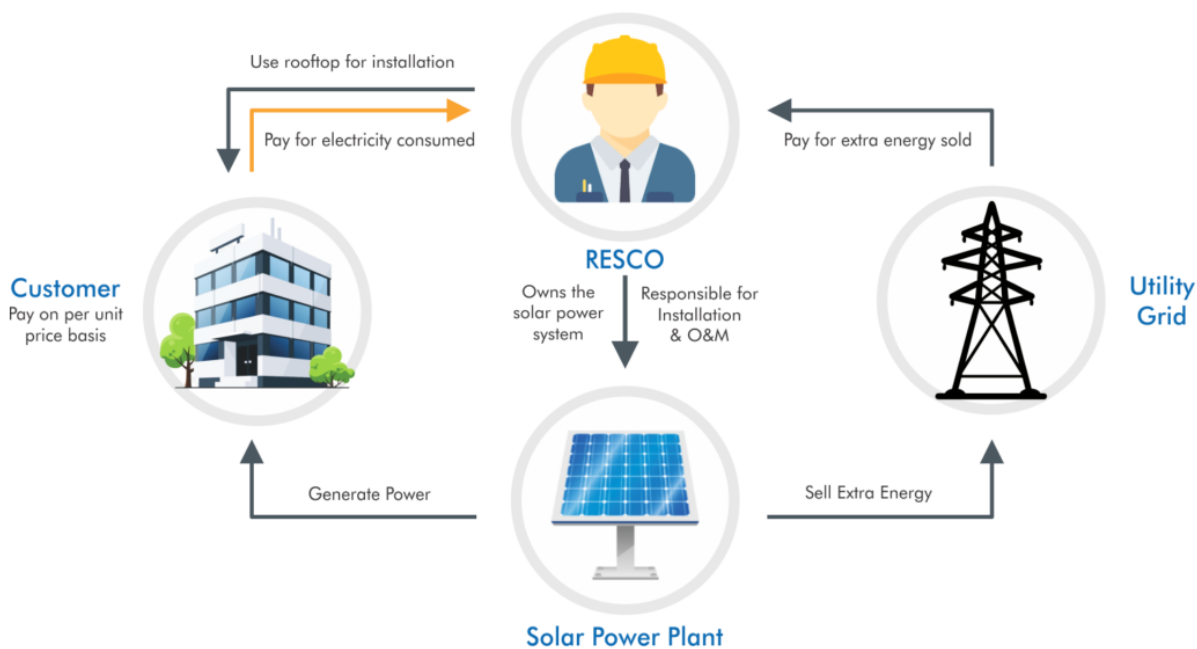 Use rooftop for installation
Pay for electricity consumed
Pay for extra energy sold
RESCO
Owns the
solar power
system
Responsible for
Installation
& O&M
Customer
Pay on per unit
price basis
Utility
Grid
Generate Power
Sell Extra Energy
Solar Power Plant